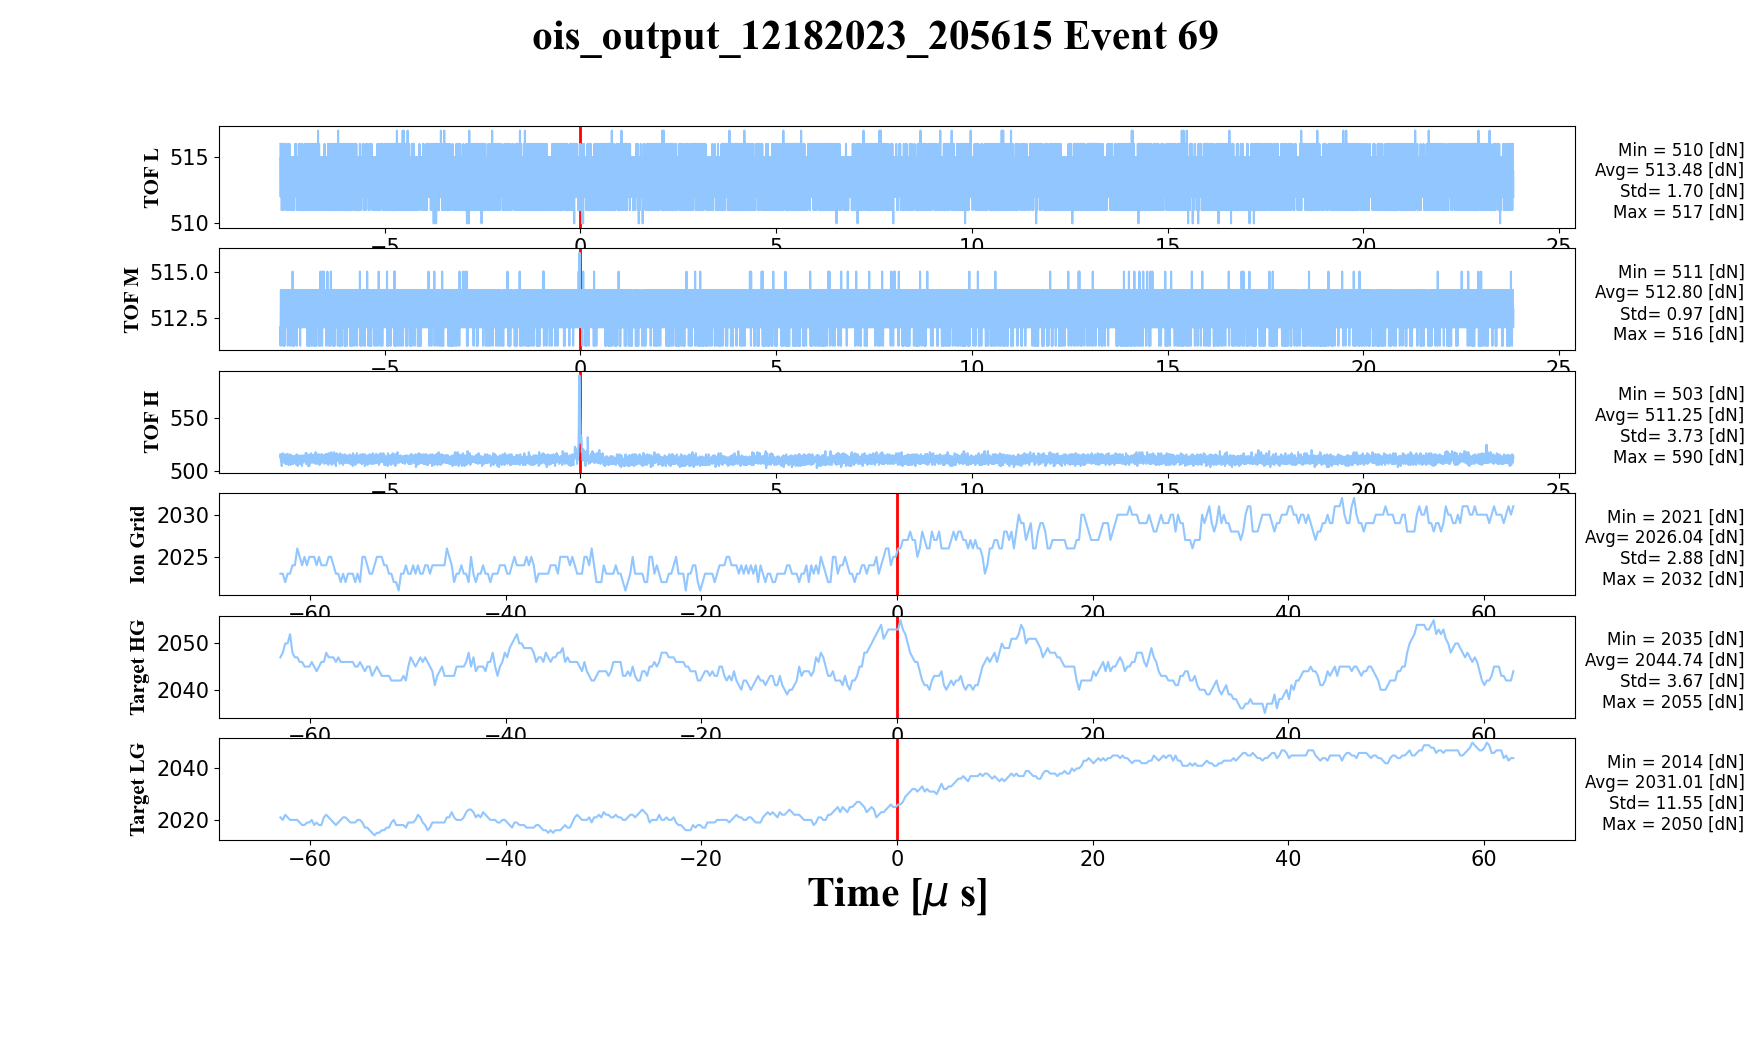 ois_output_12182023_205615 Event 69
TOF L
515
510
−5 0 5 10 15 20 25
Min = 510 [dN]
Avg= 513.48 [dN]
Std= 1.70 [dN]
Max = 517 [dN]
TOF M
515.0
512.5
−5 0 5 10 15 20 25
Min = 511 [dN]
Avg= 512.80 [dN]
Std= 0.97 [dN]
Max = 516 [dN]
TOF H
550
500
−5 0 5 10 15 20 25
Min = 503 [dN]
Avg= 511.25 [dN]
Std= 3.73 [dN]
Max = 590 [dN]
Ion Grid
2030
2025
−60 −40 −20 0 20 40 60
Min = 2021 [dN]
Avg= 2026.04 [dN]
Std= 2.88 [dN]
Max = 2032 [dN]
Target HG
2050
2040
−60 −40 −20 0 20 40 60
Min = 2035 [dN]
Avg= 2044.74 [dN]
Std= 3.67 [dN]
Max = 2055 [dN]
Target LG
2040
2020
−60 −40 −20 0 20 40 60
Min = 2014 [dN]
Avg= 2031.01 [dN]
Std= 11.55 [dN]
Max = 2050 [dN]
Time [μ s]